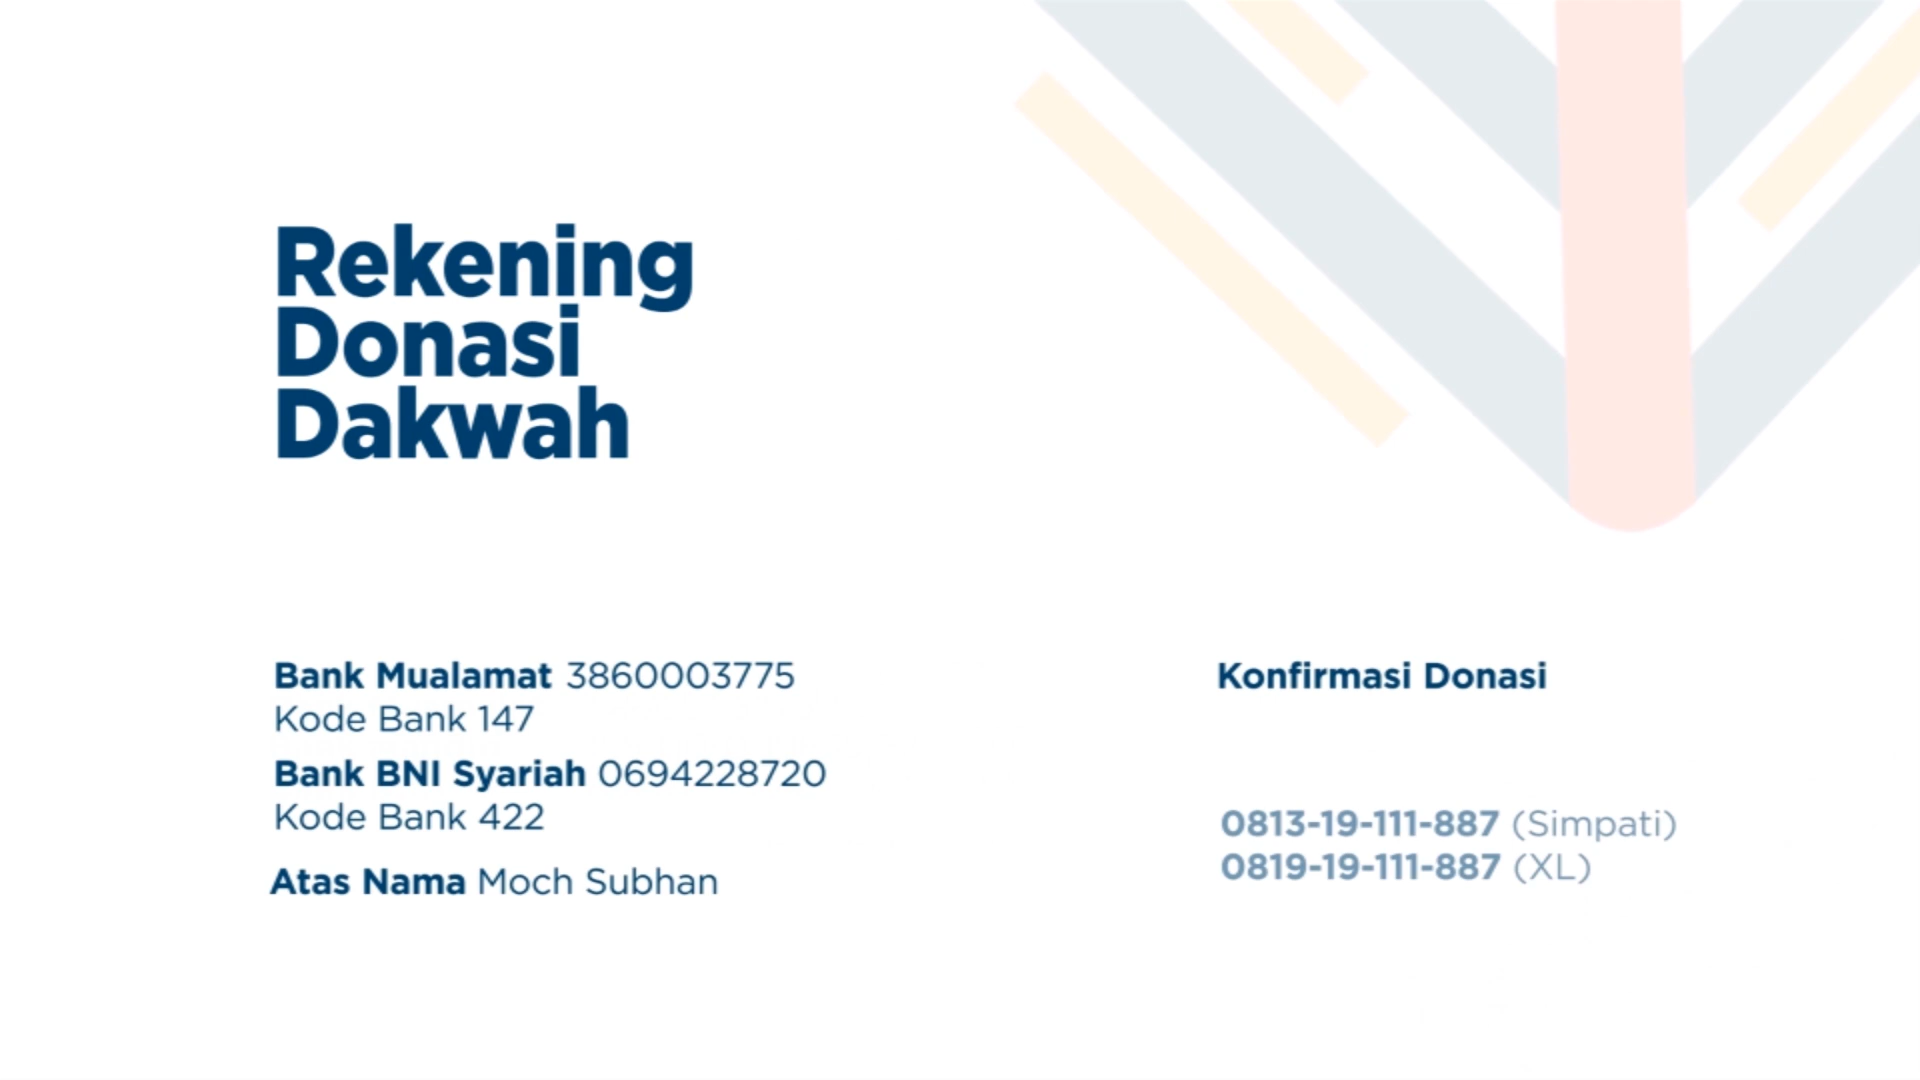 Rekening
Donasi
Dakwah
Bank Mualamat 3860003775
Kode Bank 147
Bank BNI Syariah 0694228720
Kode Bank 422
Atas Nama Moch Subhan
Konfirmasi Donasi
0813-19-111-887 (Simpati)
0819-19-111-887 (XL)